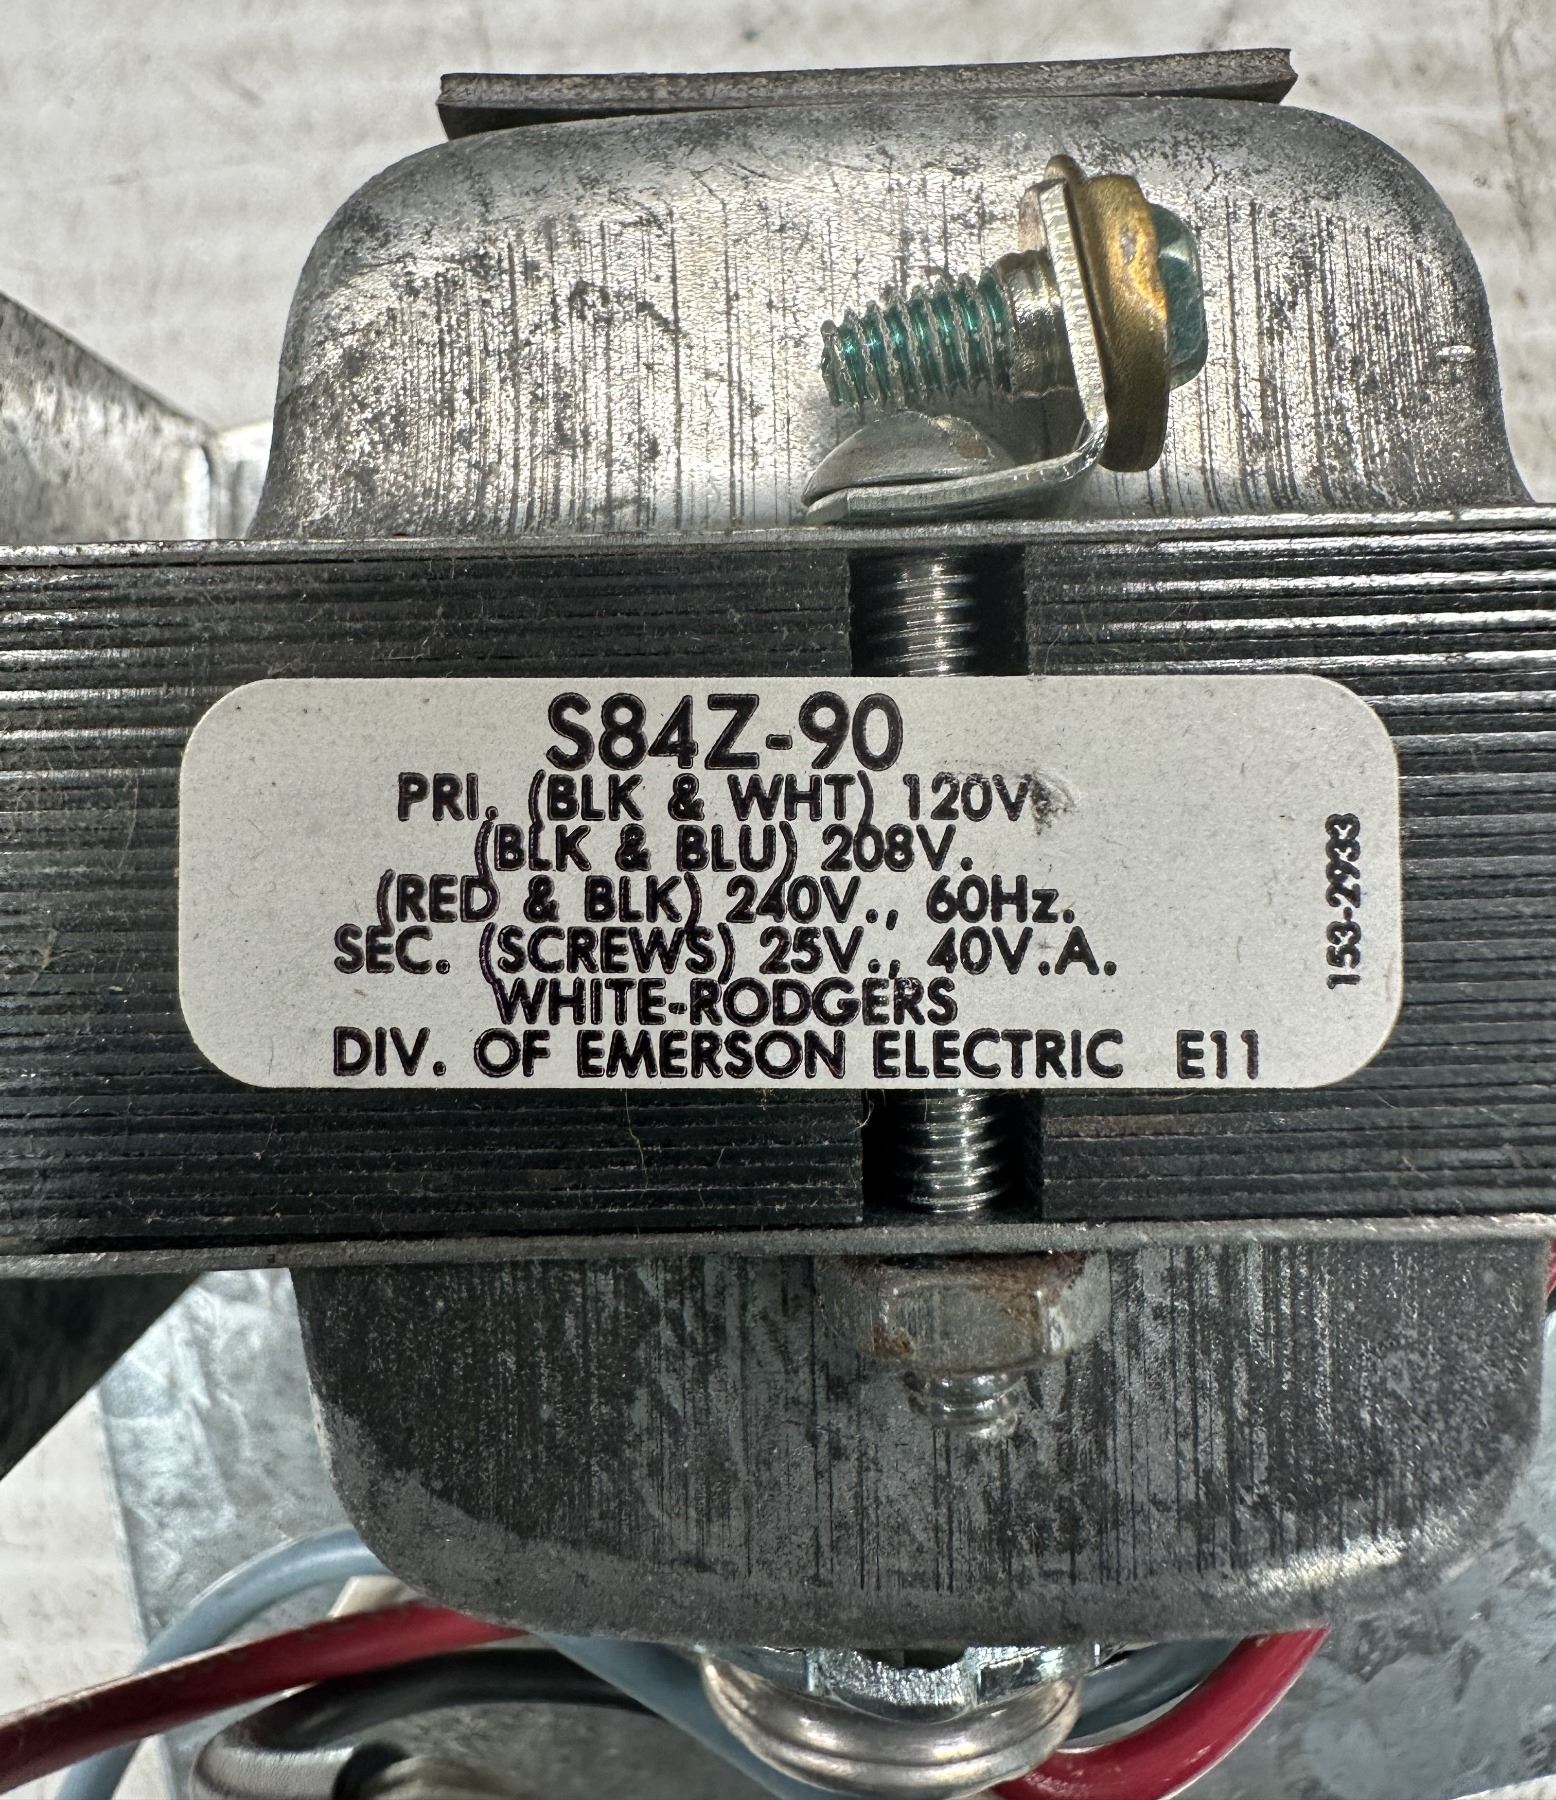 S84Z-90
PRI. (BLK & WHT) 120V
(BLK & BLU) 208V.
(RED & BLK) 240V., 60Hz.
SEC. (SCREWS) 25V., 40V.A.
WHITE-RODGERS
DIV. OF EMERSON ELECTRIC E11
153-2933